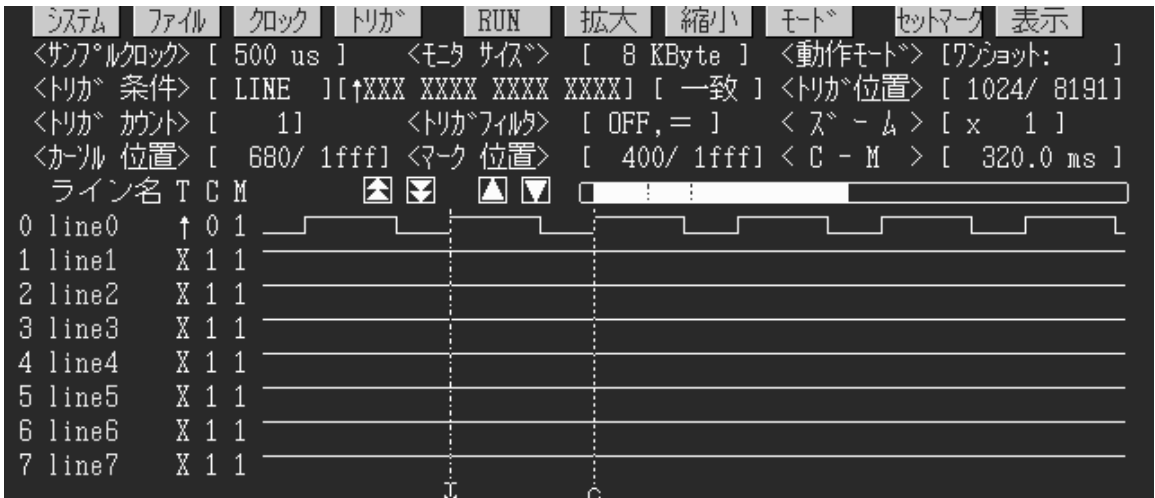 システム ファイル クロック トリガ RUN 拡大 縮小 モード セットマーク 表示
<サンプルクロック> [ 500 us ] <モニタ サイズ> [ 8 KByte ] <動作モード> [ワンショット: ]
<トリガ 条件> [ LINE ][↑XXX XXXX XXXX XXXX] [ 一致 ] <トリガ位置> [ 1024/ 8191]
<トリガ カウント> [ 1] <トリガフィルタ> [ OFF,= ] < ズ ー ム > [ x 1 ]
<カーソル 位置> [ 680/ 1fff] <マーク 位置> [ 400/ 1fff] < C - M > [ 320.0 ms ]
ライン名 T C M
0 line0 ↑ 0 1
1 line1 X 1 1
2 line2 X 1 1
3 line3 X 1 1
4 line4 X 1 1
5 line5 X 1 1
6 line6 X 1 1
7 line7 X 1 1